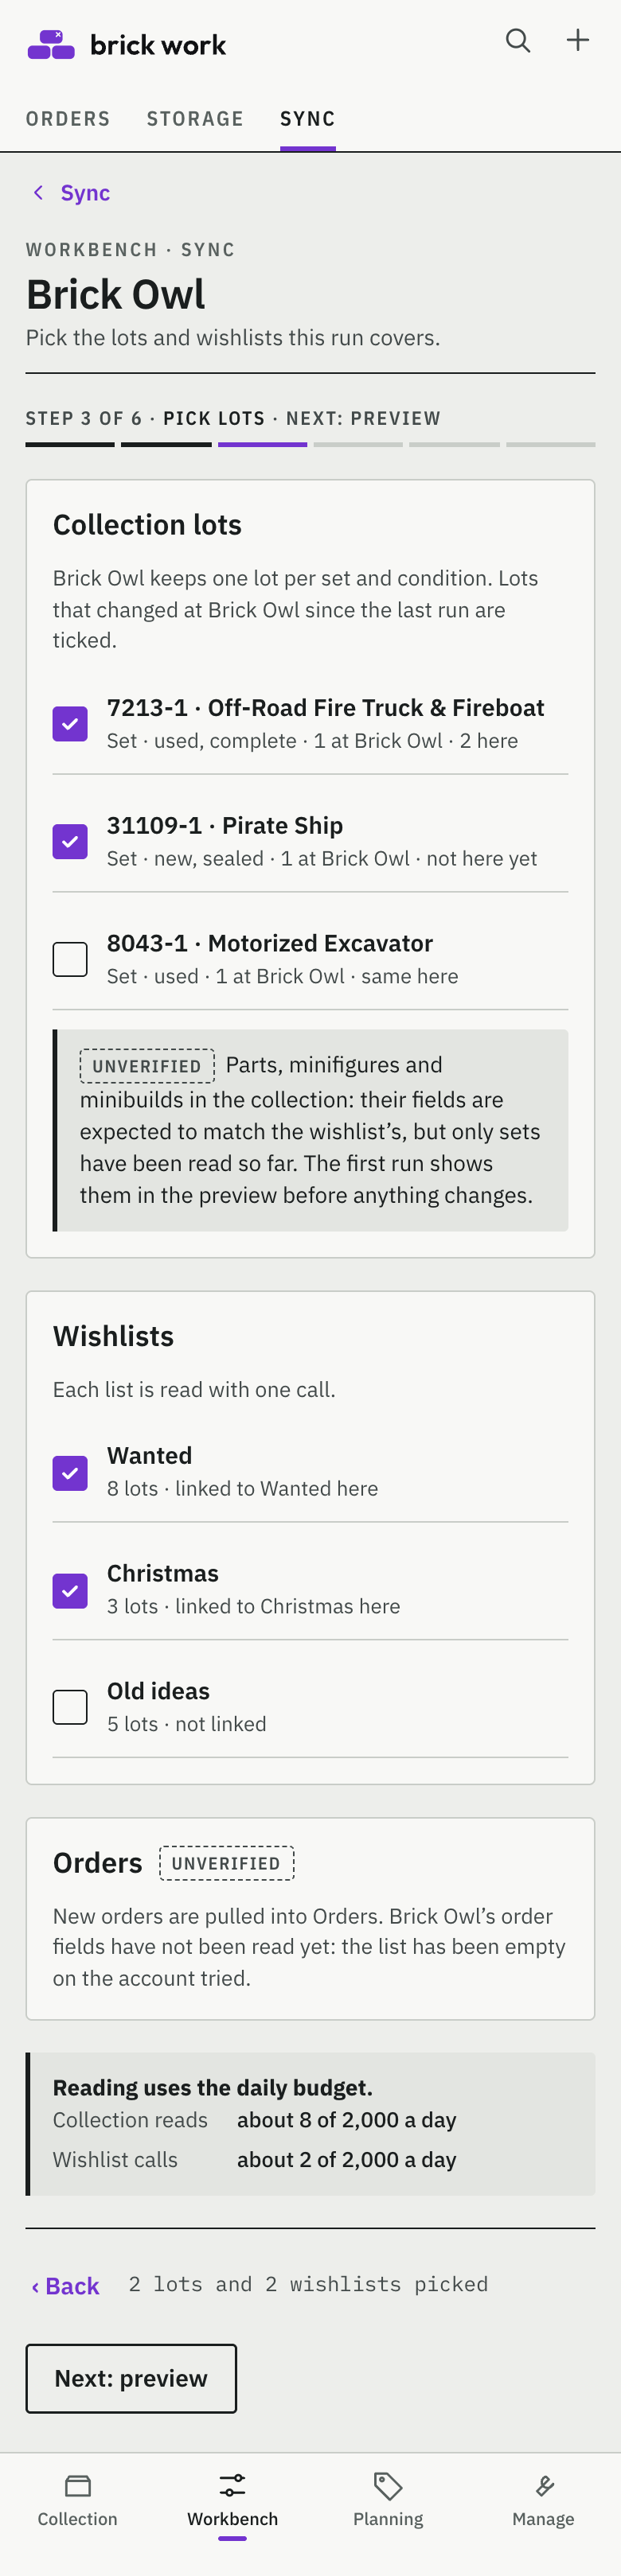 brick work
ORDERS STORAGE SYNC
Sync
WORKBENCH · SYNC
Brick Owl
Pick the lots and wishlists this run covers.
STEP 3 OF 6 · PICK LOTS · NEXT: PREVIEW
Collection lots
Brick Owl keeps one lot per set and condition. Lots
that changed at Brick Owl since the last run are
ticked.
7213-1 · Off-Road Fire Truck & Fireboat
Set · used, complete · 1 at Brick Owl · 2 here
31109-1 · Pirate Ship
Set · new, sealed · 1 at Brick Owl · not here yet
8043-1 · Motorized Excavator
Set · used · 1 at Brick Owl · same here
UNVERIFIED Parts, minifigures and
minibuilds in the collection: their fields are
expected to match the wishlist’s, but only sets
have been read so far. The first run shows
them in the preview before anything changes.
Wishlists
Each list is read with one call.
Wanted
8 lots · linked to Wanted here
Christmas
3 lots · linked to Christmas here
Old ideas
5 lots · not linked
Orders UNVERIFIED
New orders are pulled into Orders. Brick Owl’s order
fields have not been read yet: the list has been empty
on the account tried.
Reading uses the daily budget.
Collection reads about 8 of 2,000 a day
Wishlist calls about 2 of 2,000 a day
‹ Back 2 lots and 2 wishlists picked
Next: preview
Collection Workbench Planning Manage